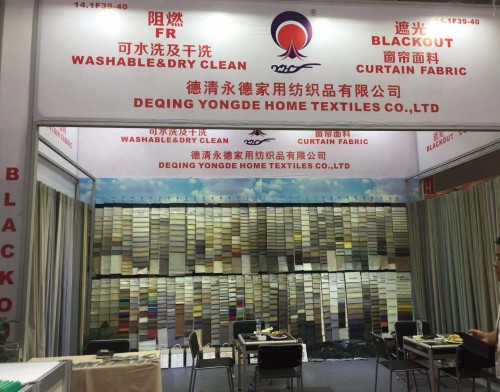 14.1F39-40
阻燃
FR
可水洗及干洗
WASHABLE&DRY CLEAN
14.1F39-40
遮光
BLACKOUT
窗帘面料
CURTAIN FABRIC
德清永德家用纺织品有限公司
DEQING YONGDE HOME TEXTILES CO.,LTD
可水洗及干洗
WASHABLE&DRY CLEAN
窗帘面料
CURTAIN FABRIC
德清永德家用纺织品有限公司
DEQING YONGDE HOME TEXTILES CO.,LTD
遮光
BLACKOUT
BLACKO